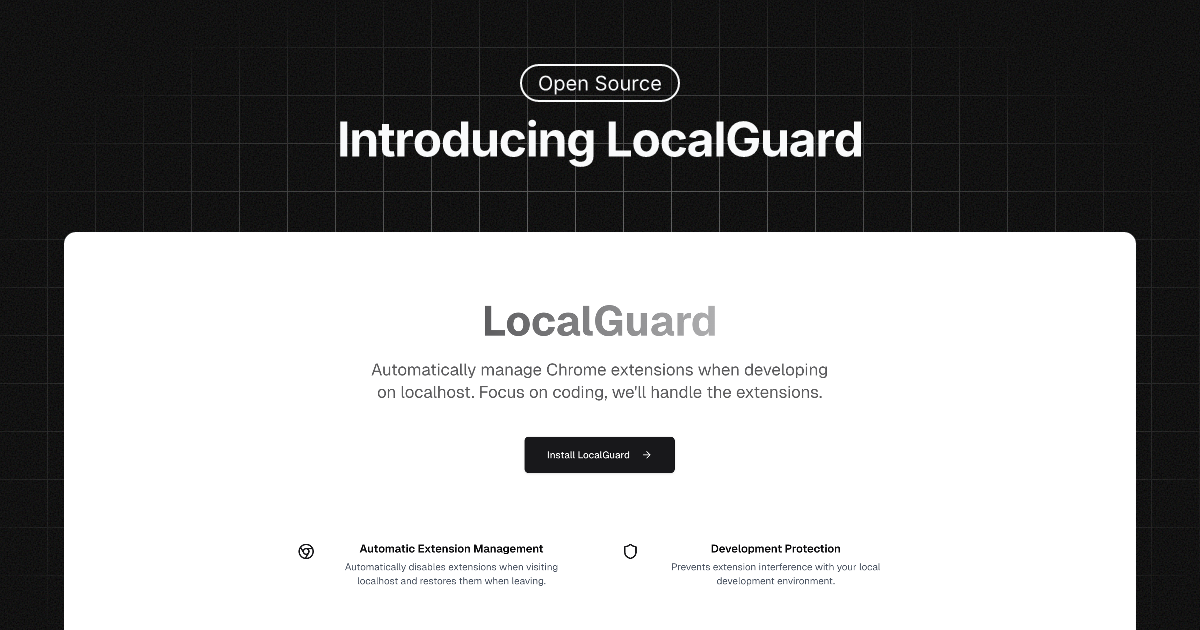 Open Source
Introducing LocalGuard
LocalGuard
Automatically manage Chrome extensions when developing
on localhost. Focus on coding, we'll handle the extensions.
Install LocalGuard →
Automatic Extension Management
Automatically disables extensions when visiting
localhost and restores them when leaving.
Development Protection
Prevents extension interference with your local
development environment.